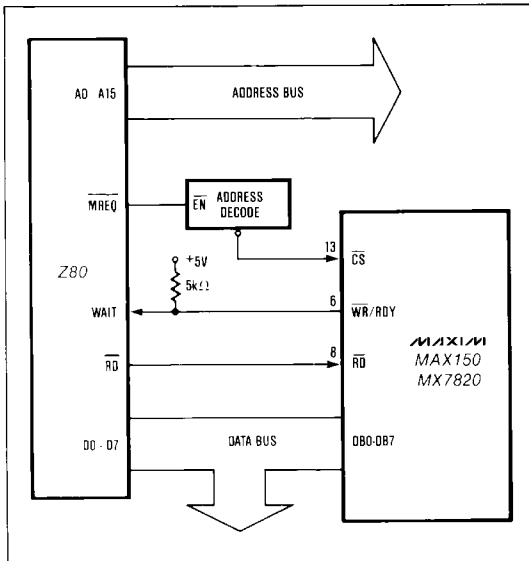 A0 A15
ADDRESS BUS
MREQ
EN
ADDRESS
DECODE
13
CS
+5V
5kΩ
Z80
WAIT
6
WR/RDY
MAXIM
MAX150
MX7820
RD
8
RD
D0 - D7
DATA BUS
DB0-DB7